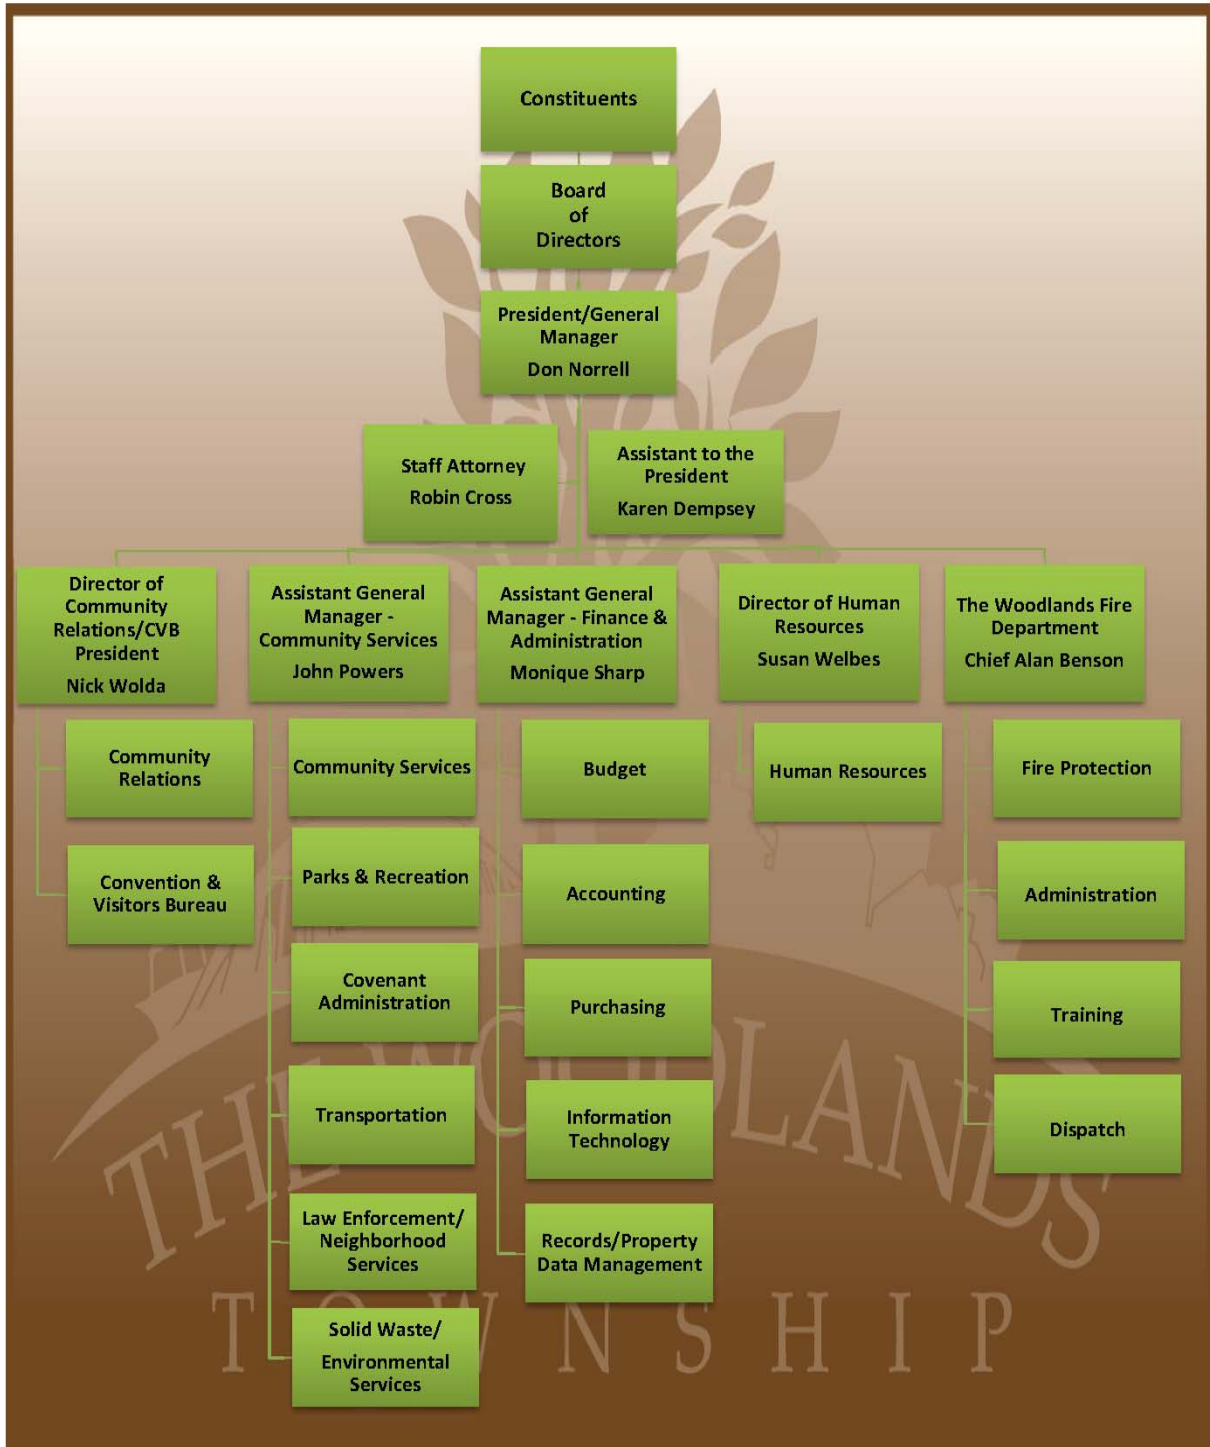 Constituents
Board
of
Directors
President/General
Manager
Don Norrell
Staff Attorney
Robin Cross
Assistant to the
President
Karen Dempsey
Director of
Community
Relations/CVB
President
Nick Wolda
Assistant General
Manager -
Community Services
John Powers
Assistant General
Manager - Finance &
Administration
Monique Sharp
Director of Human
Resources
Susan Welbes
The Woodlands Fire
Department
Chief Alan Benson
Community
Relations
Convention &
Visitors Bureau
Community Services
Parks & Recreation
Covenant
Administration
Transportation
Law Enforcement/
Neighborhood
Services
Solid Waste/
Environmental
Services
Budget
Accounting
Purchasing
Information
Technology
Records/Property
Data Management
Human Resources
Fire Protection
Administration
Training
Dispatch
THE WOODLANDS
TOWNSHIP